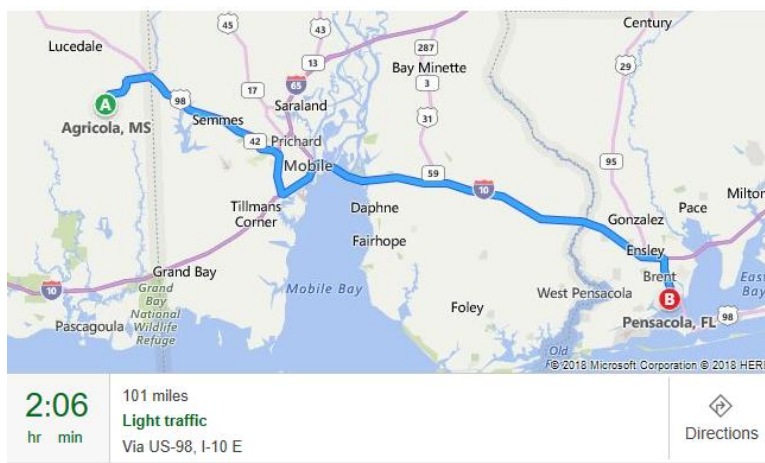 Century
45
43
Lucedale
287
13
29
Bay Minette
3
65
17
A
98
Saraland
31
Agricola, MS
Semmes
42
Prichard
95
Mobile
59
10
Milton
Tillmans
Corner
Daphne
Gonzalez
Pace
Fairhope
Ensley
Grand Bay
Brent
East
Bay
10
Grand
Bay
National
Wildlife
Refuge
Mobile Bay
West Pensacola
B
Foley
Pensacola, FL
98
Pascagoula
Old
© 2018 Microsoft Corporation © 2018 HERE
2:06
hr min
101 miles
Light traffic
Via US-98, I-10 E
Directions